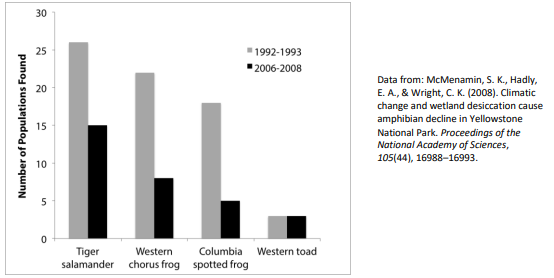 30
25
20
15
10
5
0
Number of Populations Found
1992-1993
2006-2008
Tiger
salamander
Western
chorus frog
Columbia
spotted frog
Western toad
Data from: McMenamin, S. K., Hadly,
E. A., & Wright, C. K. (2008). Climatic
change and wetland desiccation cause
amphibian decline in Yellowstone
National Park. Proceedings of the
National Academy of Sciences,
105(44), 16988–16993.